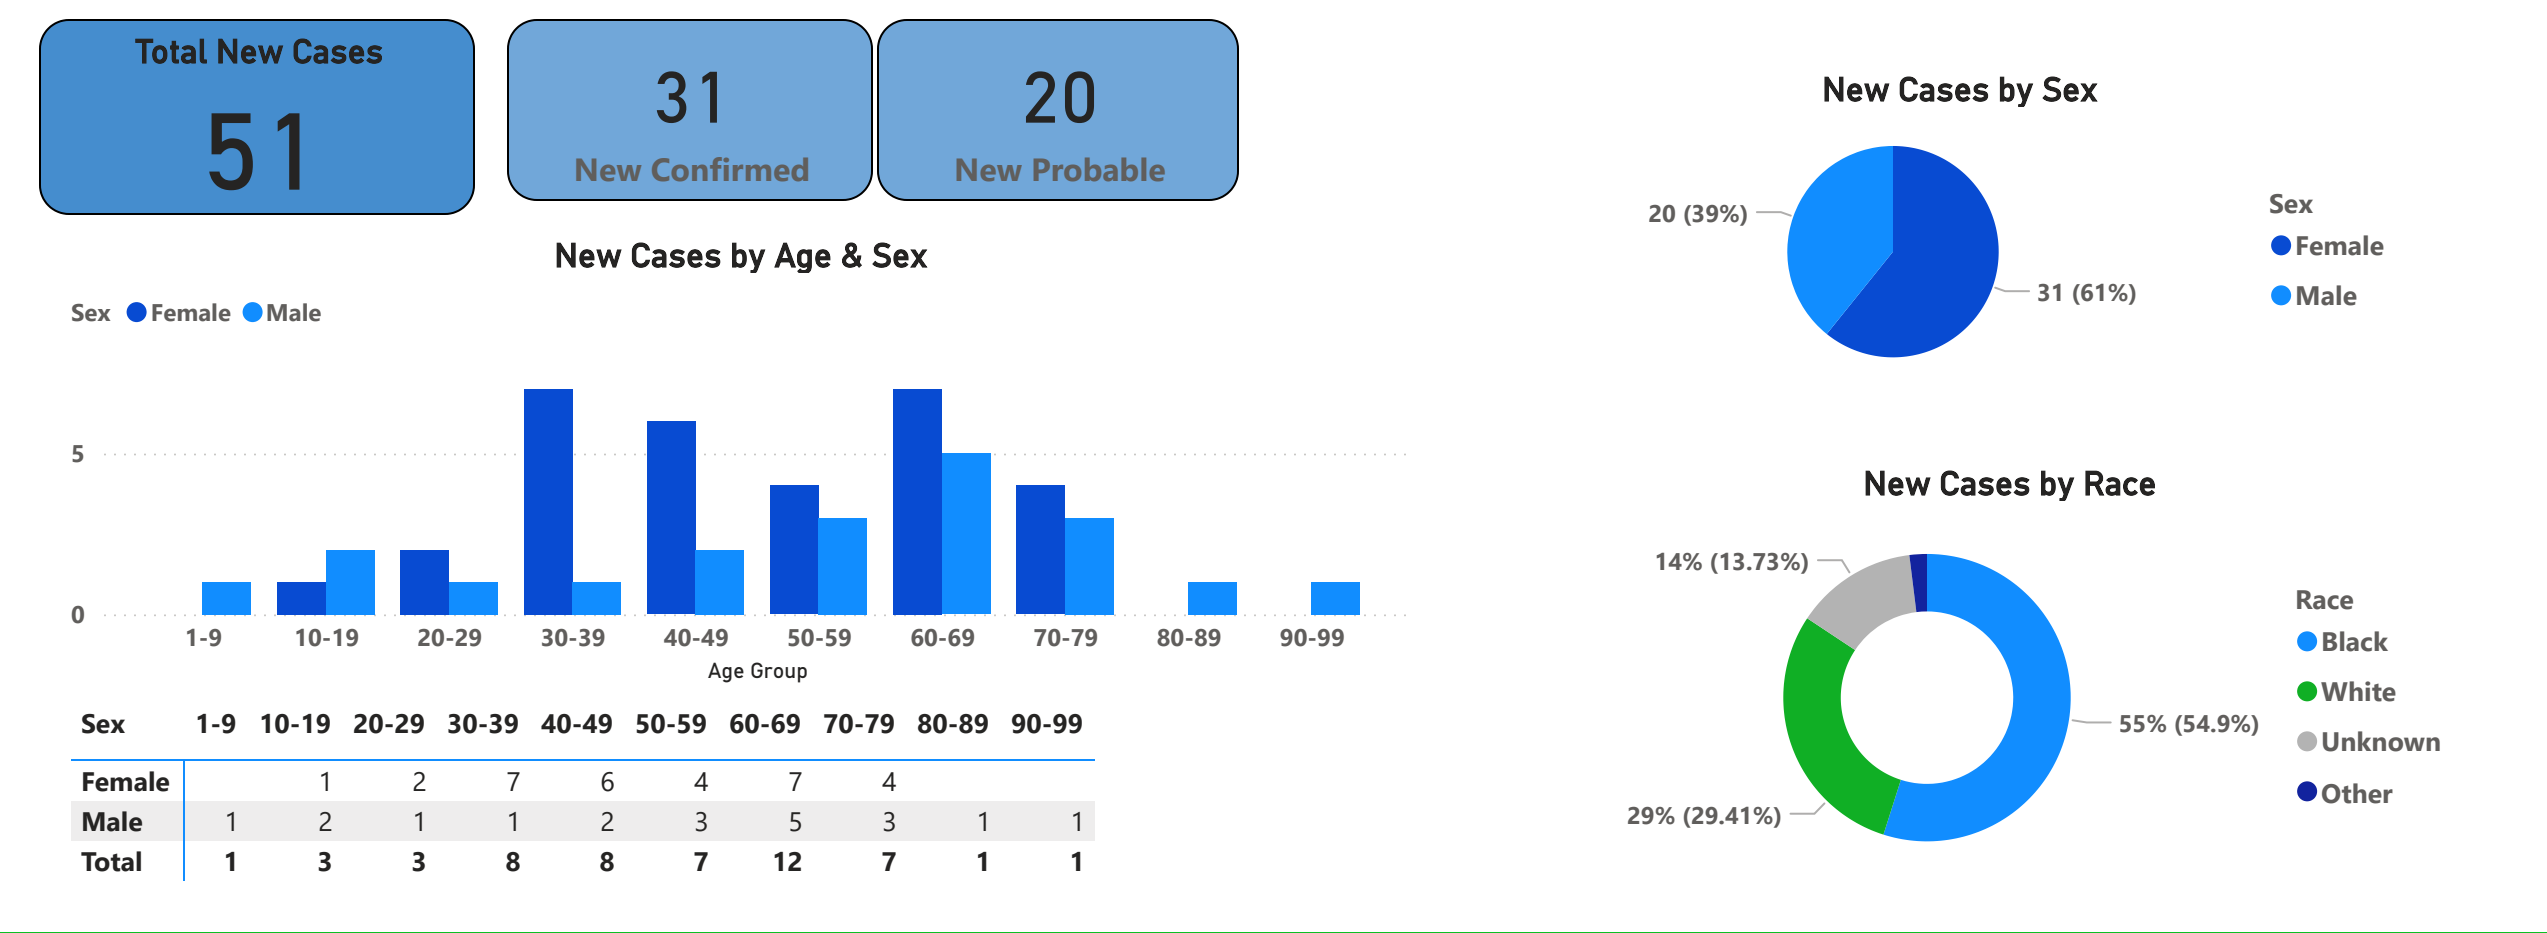 Total New Cases
51
31
New Confirmed
20
New Probable
New Cases by Age & Sex
Sex Female Male
5
0
1-9 10-19 20-29 30-39 40-49 50-59 60-69 70-79 80-89 90-99
Age Group
Sex 1-9 10-19 20-29 30-39 40-49 50-59 60-69 70-79 80-89 90-99
Female 1 2 7 6 4 7 4
Male 1 2 1 1 2 3 5 3 1 1
Total 1 3 3 8 8 7 12 7 1 1
New Cases by Sex
20 (39%)
31 (61%)
Sex
Female
Male
New Cases by Race
14% (13.73%)
55% (54.9%)
29% (29.41%)
Race
Black
White
Unknown
Other